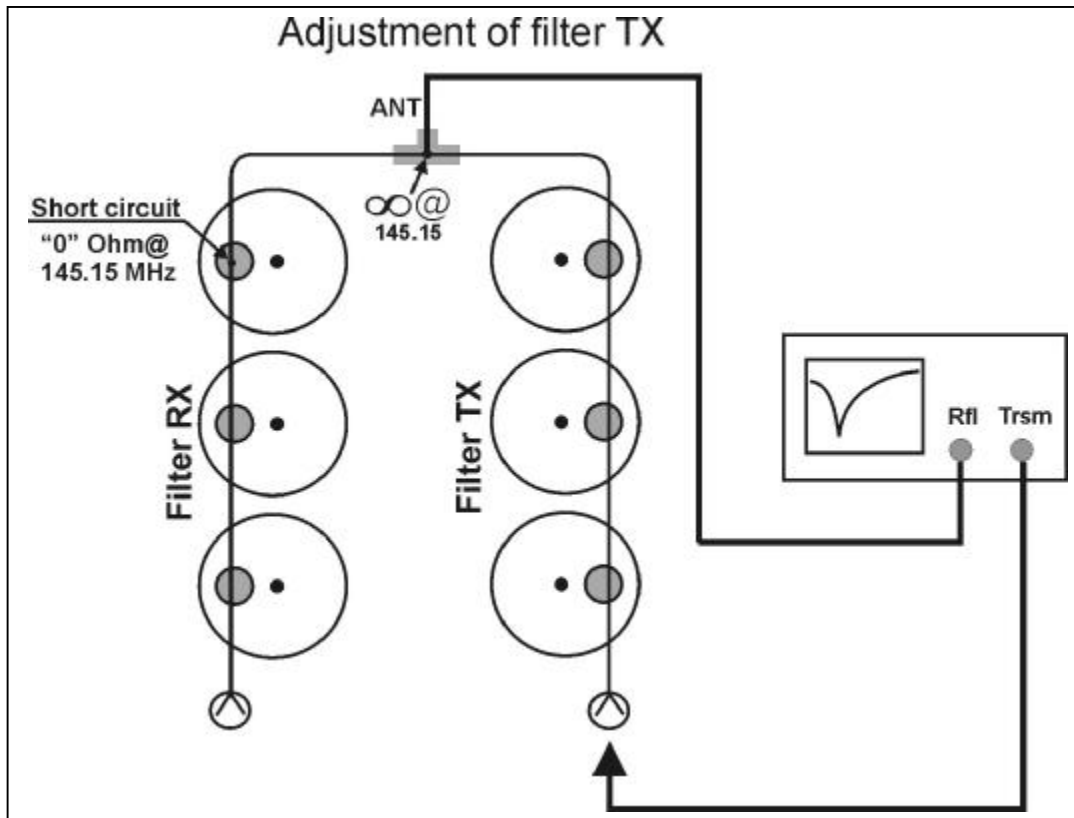 Adjustment of filter TX
ANT
∞@
145.15
Short circuit
“0” Ohm@
145.15 MHz
Filter RX
Filter TX
Rfl Trsm